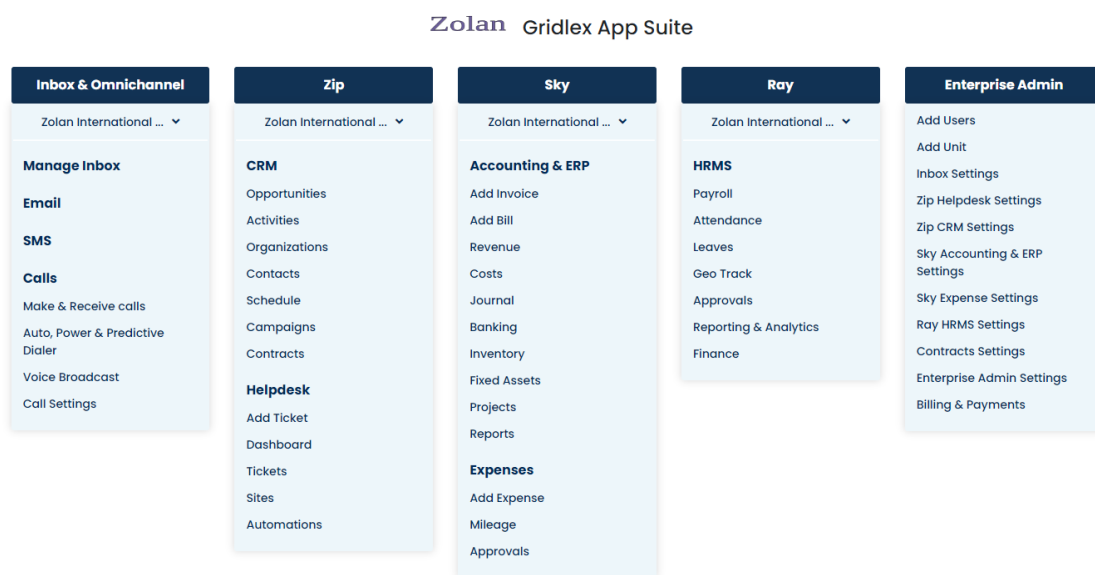 Zolan Gridlex App Suite
Inbox & Omnichannel
Zolan International ...
Manage Inbox
Email
SMS
Calls
Make & Receive calls
Auto, Power & Predictive
Dialer
Voice Broadcast
Call Settings
Zip
Zolan International ...
CRM
Opportunities
Activities
Organizations
Contacts
Schedule
Campaigns
Contracts
Helpdesk
Add Ticket
Dashboard
Tickets
Sites
Automations
Sky
Zolan International ...
Accounting & ERP
Add Invoice
Add Bill
Revenue
Costs
Journal
Banking
Inventory
Fixed Assets
Projects
Reports
Expenses
Add Expense
Mileage
Approvals
Ray
Zolan International ...
HRMS
Payroll
Attendance
Leaves
Geo Track
Approvals
Reporting & Analytics
Finance
Enterprise Admin
Add Users
Add Unit
Inbox Settings
Zip Helpdesk Settings
Zip CRM Settings
Sky Accounting & ERP
Settings
Sky Expense Settings
Ray HRMS Settings
Contracts Settings
Enterprise Admin Settings
Billing & Payments